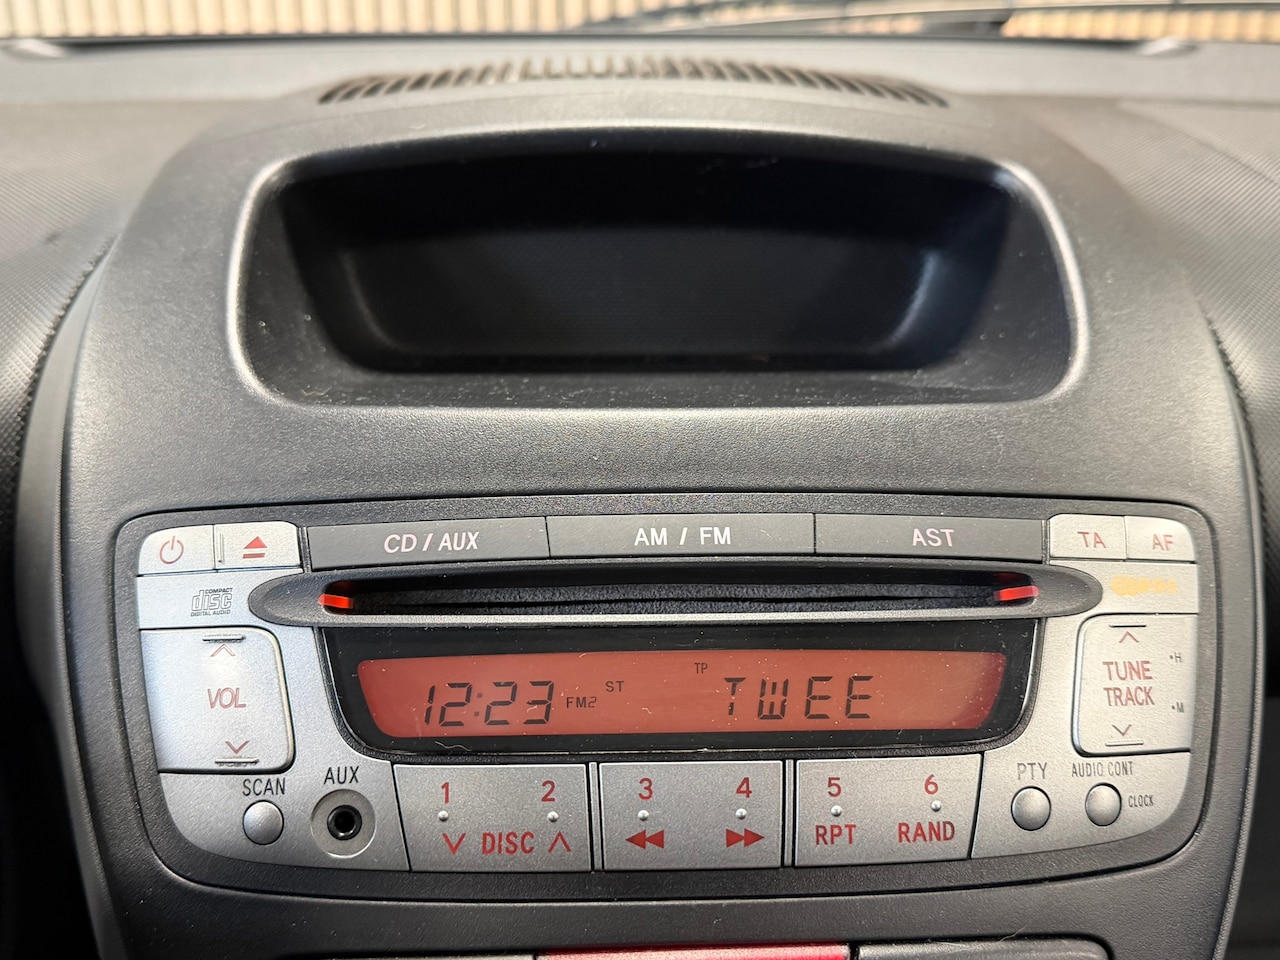 CD / AUX AM / FM AST TA AF
COMPACT
disc
DIGITAL AUDIO
VOL
TUNE
TRACK
•H
•M
12:23 FM2 ST TP TWEE
SCAN AUX
1 2 3 4 5 6
DISC RPT RAND
PTY AUDIO CONT
CLOCK